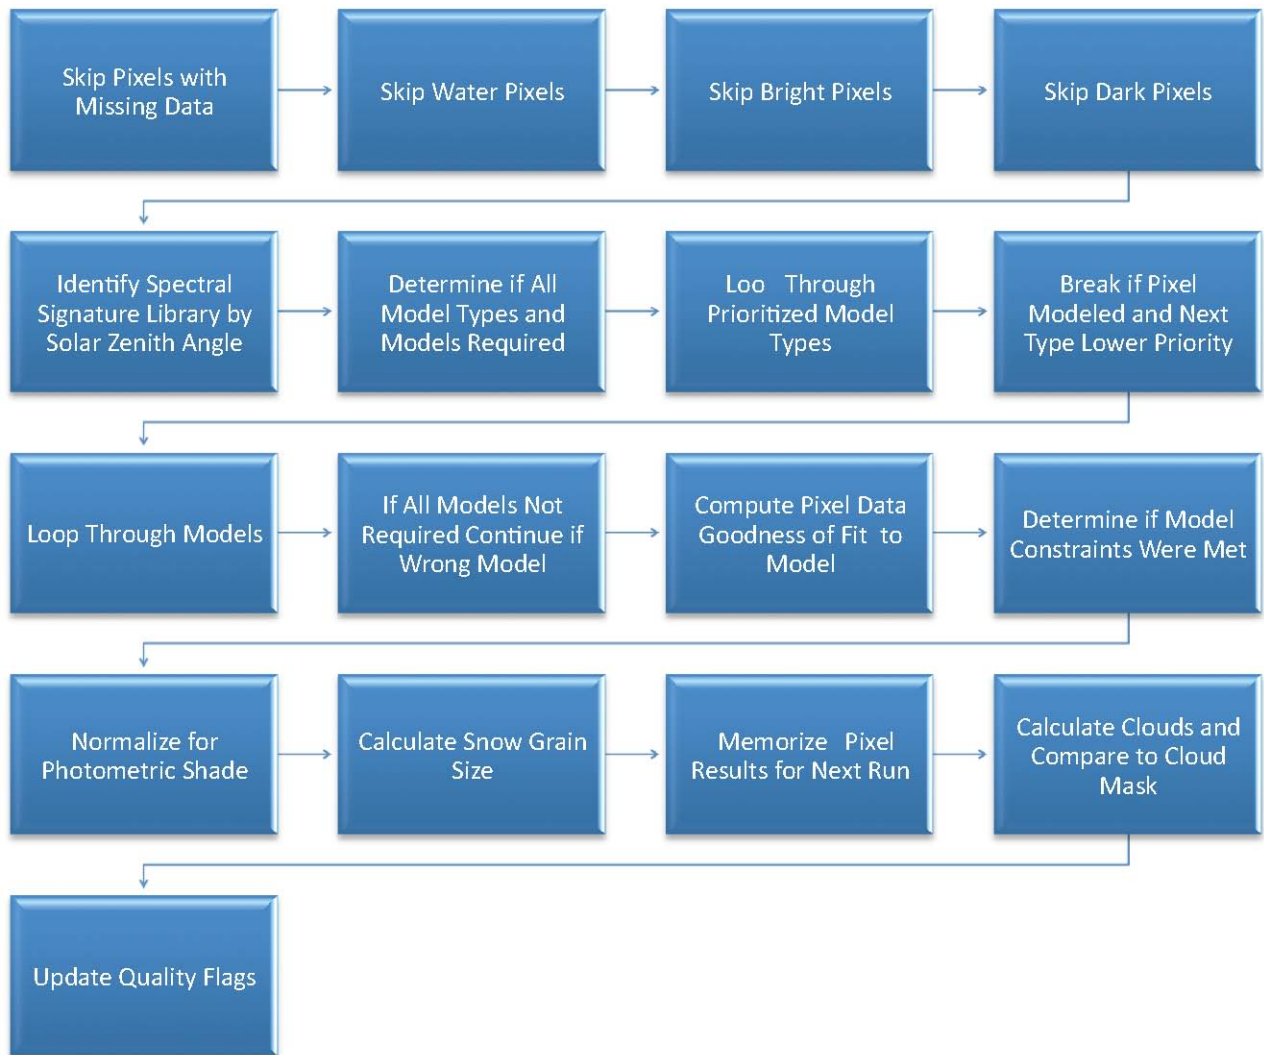 Skip Pixels with
Missing Data
Skip Water Pixels
Skip Bright Pixels
Skip Dark Pixels
Identify Spectral
Signature Library by
Solar Zenith Angle
Determine if All
Model Types and
Models Required
Loo Through
Prioritized Model
Types
Break if Pixel
Modeled and Next
Type Lower Priority
Loop Through Models
If All Models Not
Required Continue if
Wrong Model
Compute Pixel Data
Goodness of Fit to
Model
Determine if Model
Constraints Were Met
Normalize for
Photometric Shade
Calculate Snow Grain
Size
Memorize Pixel
Results for Next Run
Calculate Clouds and
Compare to Cloud
Mask
Update Quality Flags